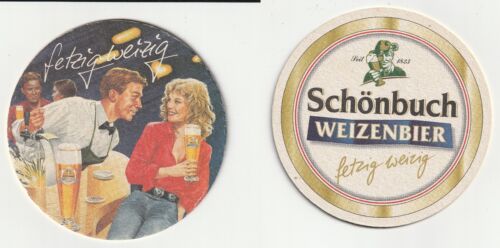 fetzig weizig
Seit 1823
Schönbuch
WEIZENBIER
fetzig weizig